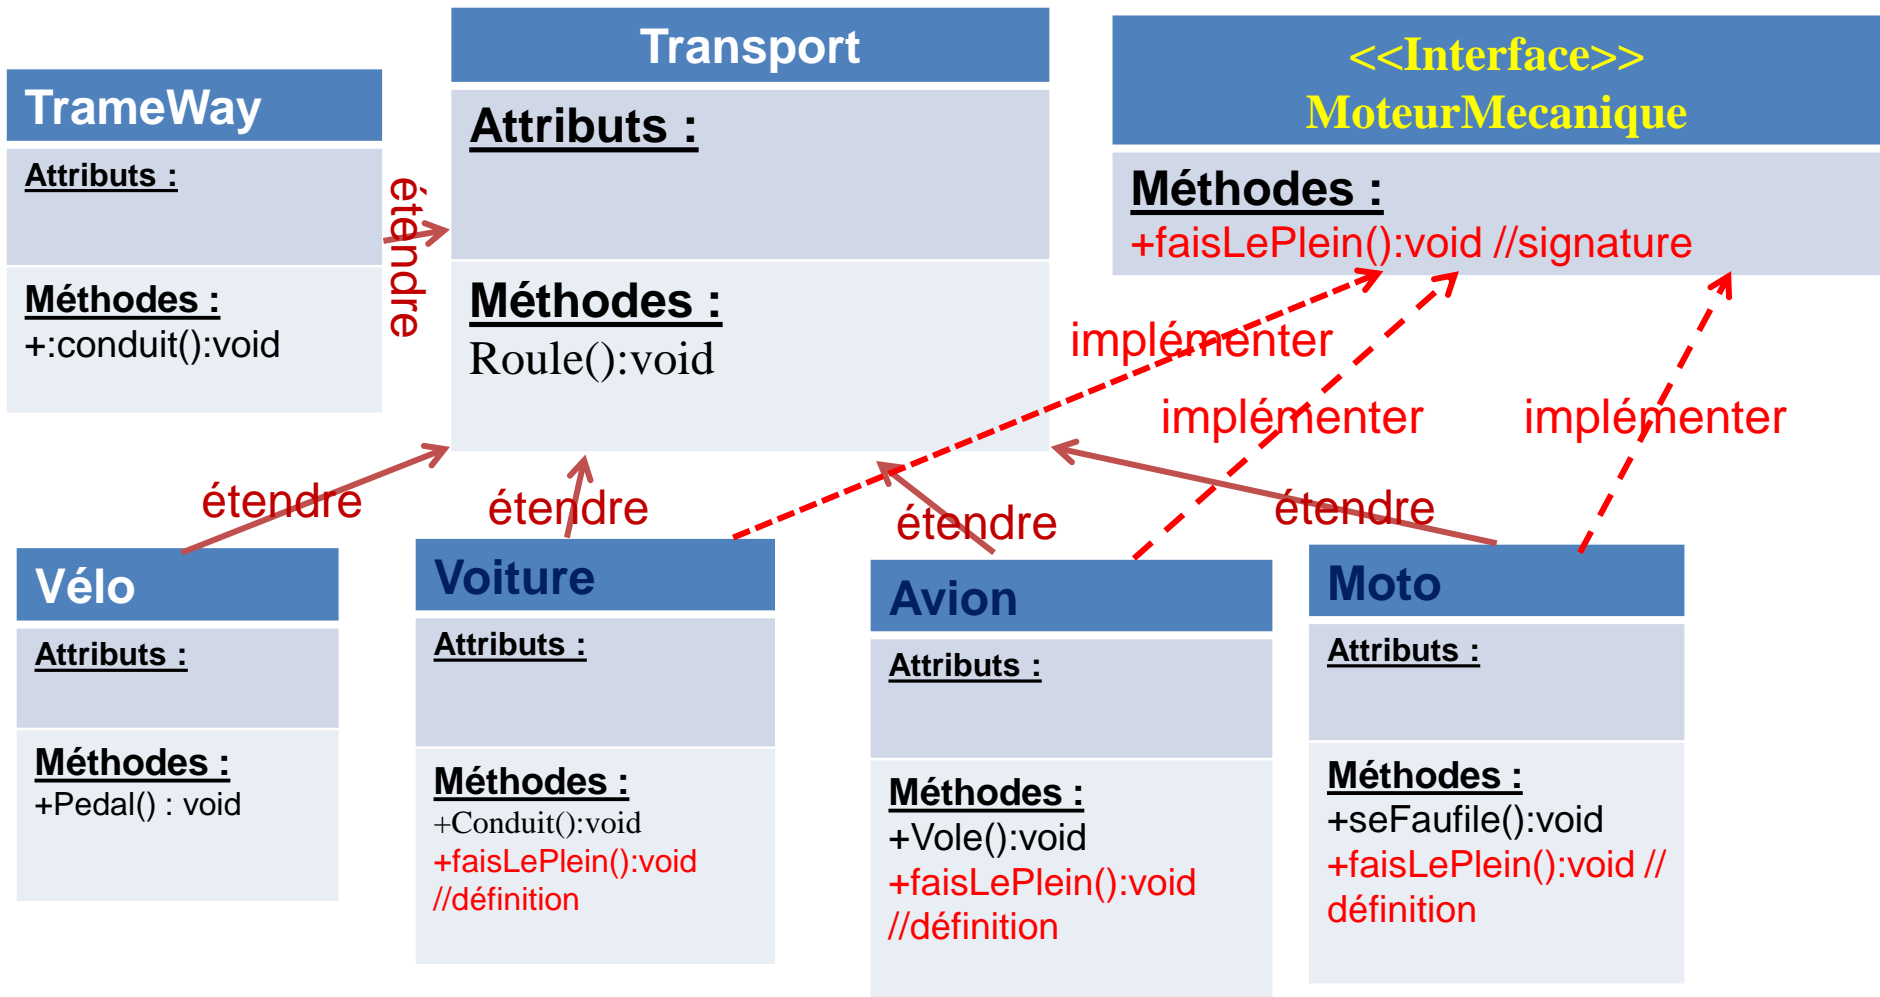 TrameWay
Attributs :
Méthodes :
+:conduit():void
étendre
Transport
Attributs :
Méthodes :
Roule():void
<<Interface>>
MoteurMecanique
Méthodes :
+faisLePlein():void //signature
implémenter
implémenter
implémenter
étendre
étendre
étendre
étendre
Vélo
Attributs :
Méthodes :
+Pedal() : void
Voiture
Attributs :
Méthodes :
+Conduit():void
+faisLePlein():void
//définition
Avion
Attributs :
Méthodes :
+Vole():void
+faisLePlein():void
//définition
Moto
Attributs :
Méthodes :
+seFaufile():void
+faisLePlein():void //
définition